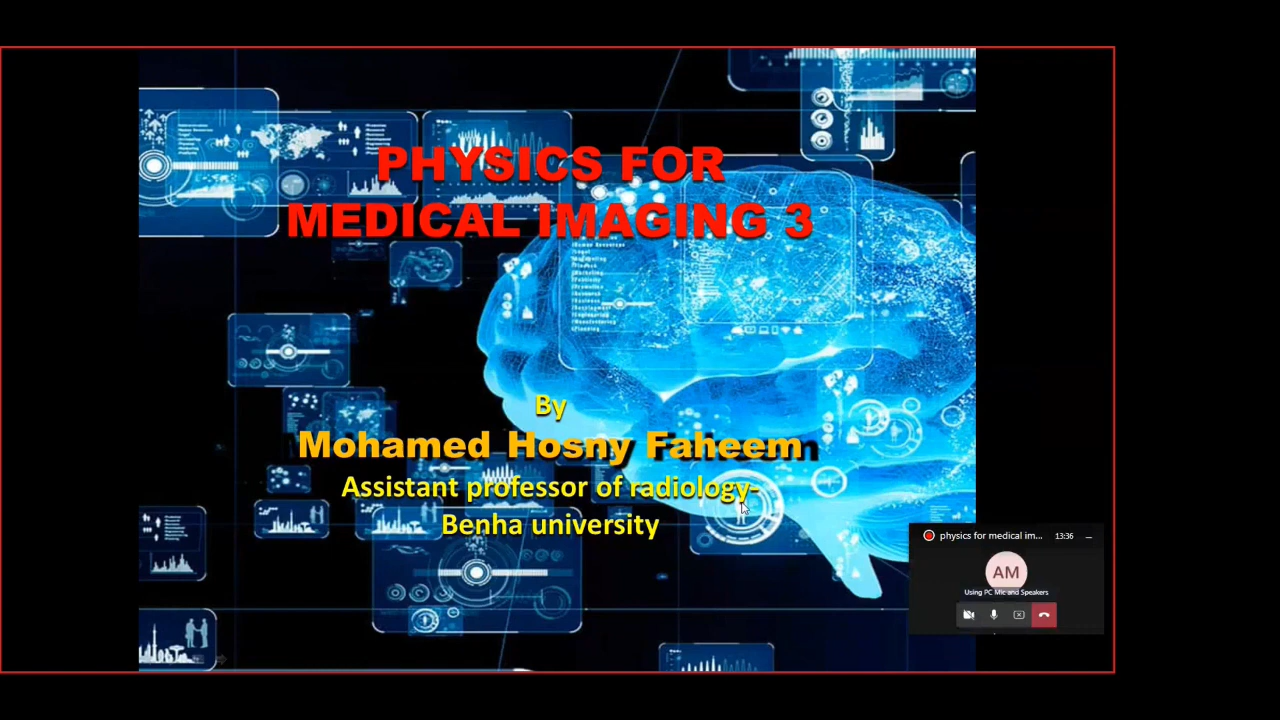 PHYSICS FOR
MEDICAL IMAGING 3
By
Mohamed Hosny Faheem
Assistant professor of radiology-
Benha university
physics for medical im... 13:36
AM
Using PC Mic and Speakers